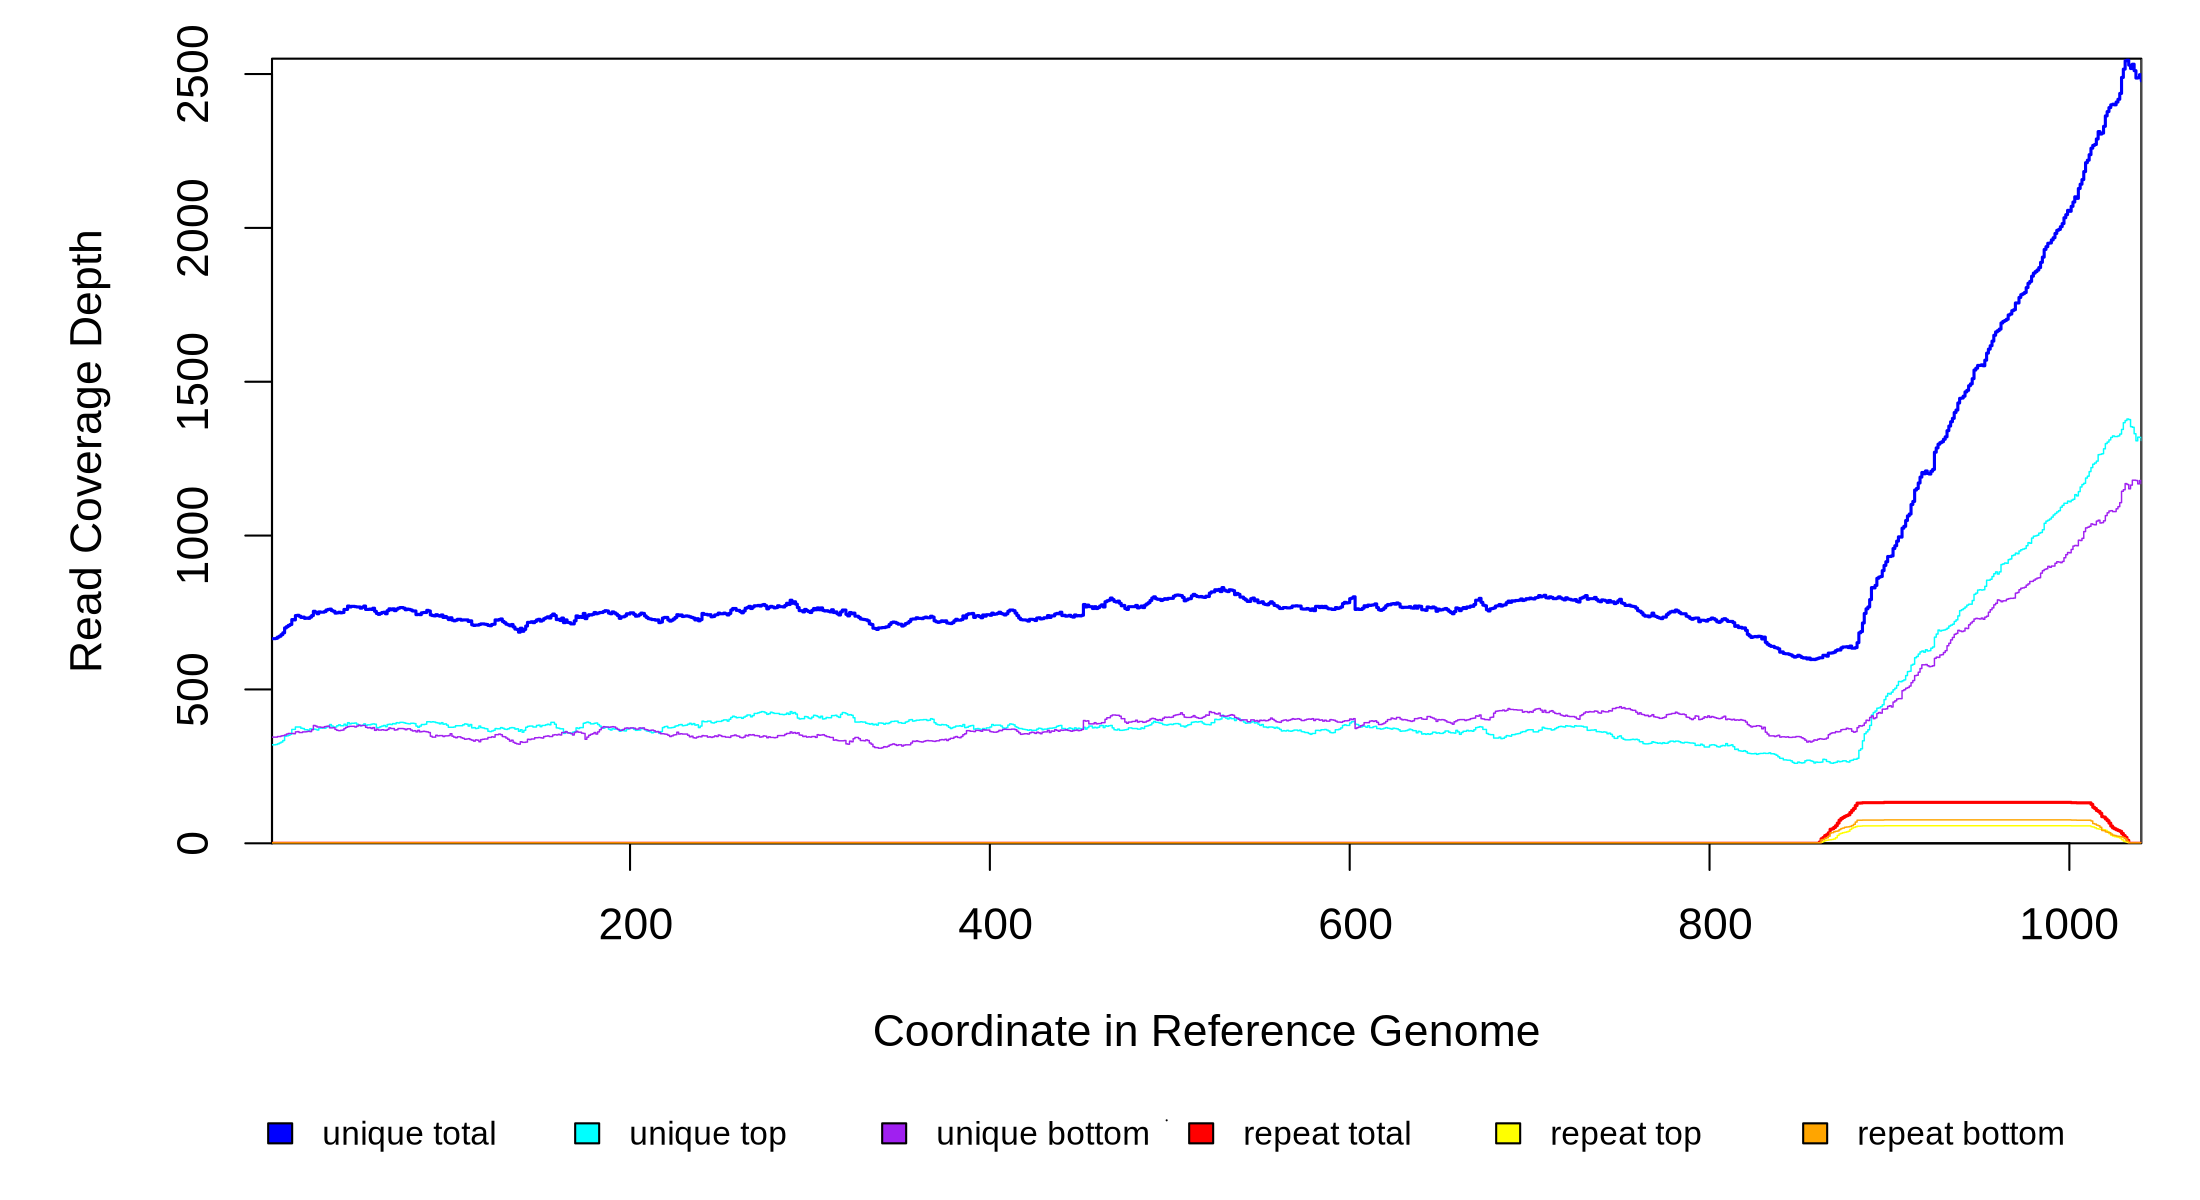 2500
2000
1500
1000
500
0
Read Coverage Depth
200 400 600 800 1000
Coordinate in Reference Genome
unique total unique top unique bottom repeat total repeat top repeat bottom